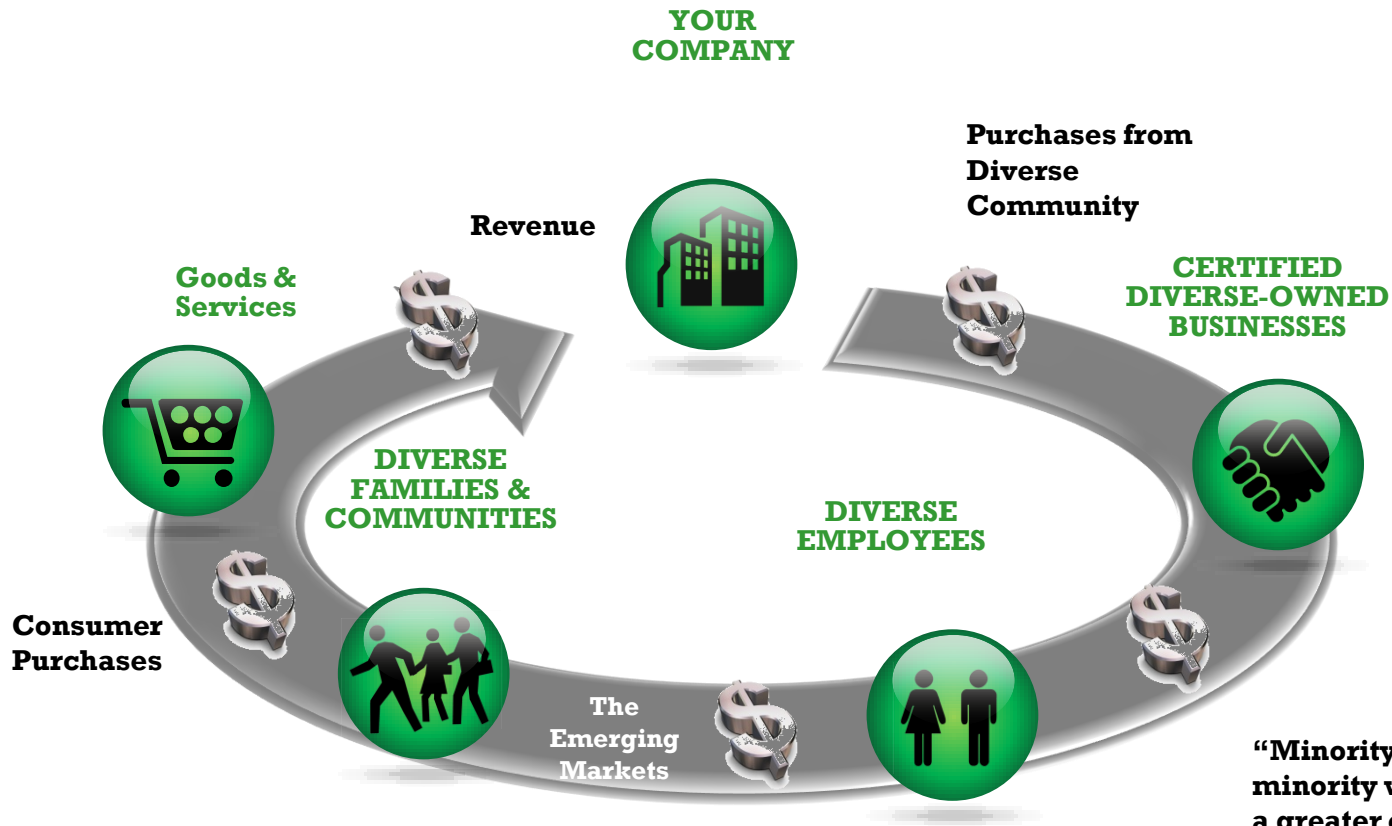 YOUR
COMPANY
Purchases from
Diverse
Community
Revenue
CERTIFIED
DIVERSE-OWNED
BUSINESSES
Goods &
Services
DIVERSE
FAMILIES &
COMMUNITIES
DIVERSE
EMPLOYEES
Consumer
Purchases
The
Emerging
Markets
“Minority
minority v
a greater